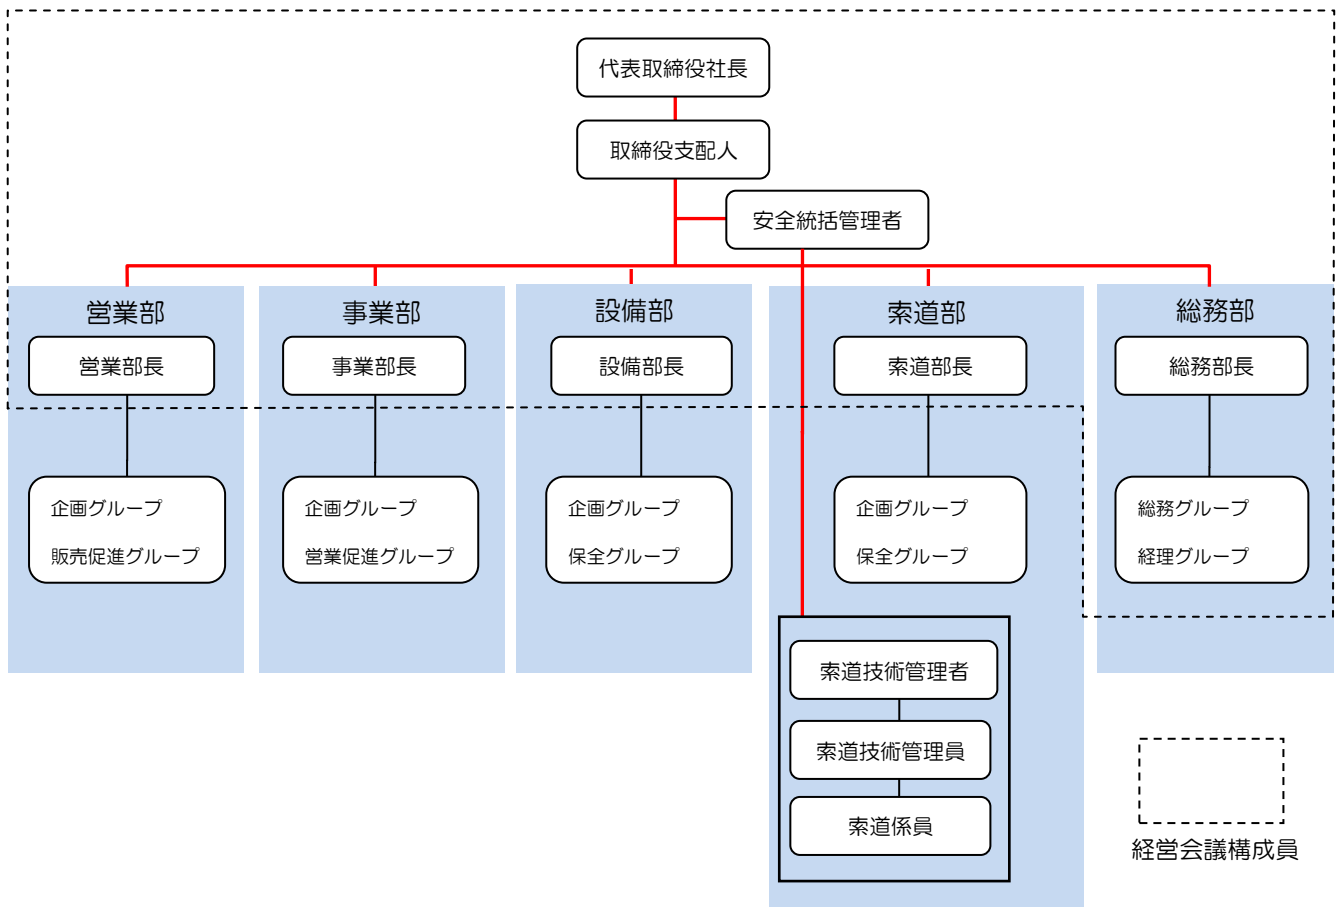 代表取締役社長
取締役支配人
安全統括管理者
営業部
事業部
設備部
索道部
総務部
営業部長
事業部長
設備部長
索道部長
総務部長
企画グループ
販売促進グループ
企画グループ
営業促進グループ
企画グループ
保全グループ
企画グループ
保全グループ
総務グループ
経理グループ
索道技術管理者
索道技術管理員
索道係員
経営会議構成員